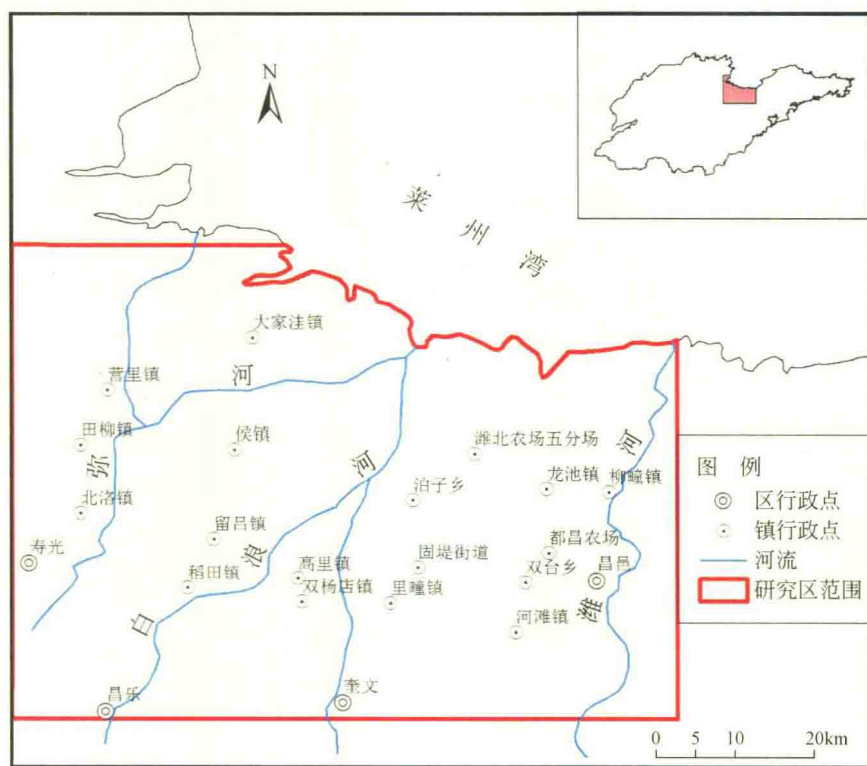 N
莱州湾
大家洼镇
营里镇
河
田柳镇
侯镇
潍北农场五分场
河
弥
河
龙池镇
柳疃镇
泊子乡
北洛镇
留吕镇
浪
都昌农场
寿光
高里镇
固堤街道
双台乡
昌邑
稻田镇
双杨店镇
里疃镇
潍
白
河滩镇
昌乐
奎文
图 例
区行政点
镇行政点
河流
研究区范围
0 5 10 20km